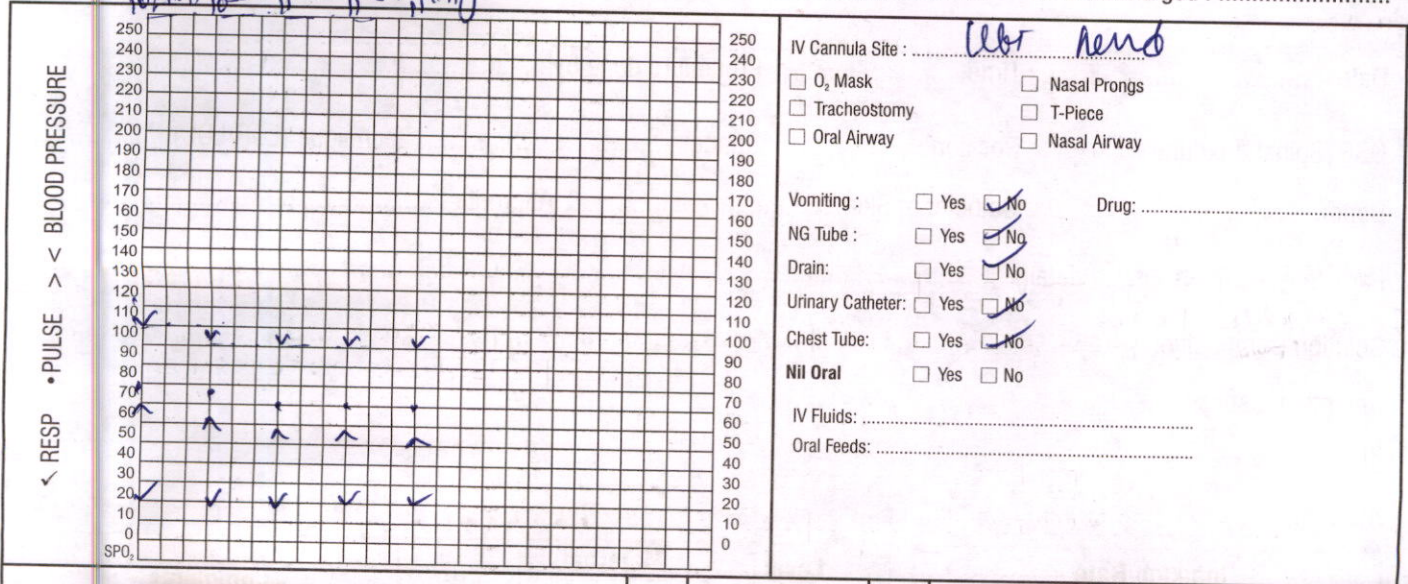 250 250
240 240
230 230
220 220
210 210
200 200
190 190
180 180
170 170
160 160
150 150
140 140
130 130
120 120
110 110
100 100
90 90
80 80
70 70
60 60
50 50
40 40
30 30
20 20
10 10
0 0
SPO₂
< RESP • PULSE > < BLOOD PRESSURE
IV Cannula Site :
O₂ Mask Nasal Prongs
Tracheostomy T-Piece
Oral Airway Nasal Airway
Vomiting : Yes No Drug:
NG Tube : Yes No
Drain: Yes No
Urinary Catheter: Yes No
Chest Tube: Yes No
Nil Oral Yes No
IV Fluids:
Oral Feeds: